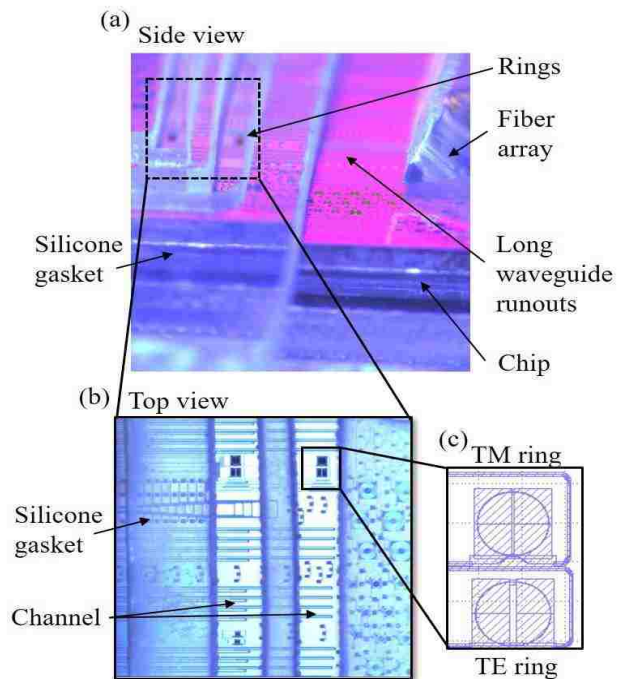 (a)
Side view
Rings
Fiber
array
Silicone
gasket
Long
waveguide
runouts
Chip
(b) Top view
(c)
TM ring
Silicone
gasket
Channel
TE ring